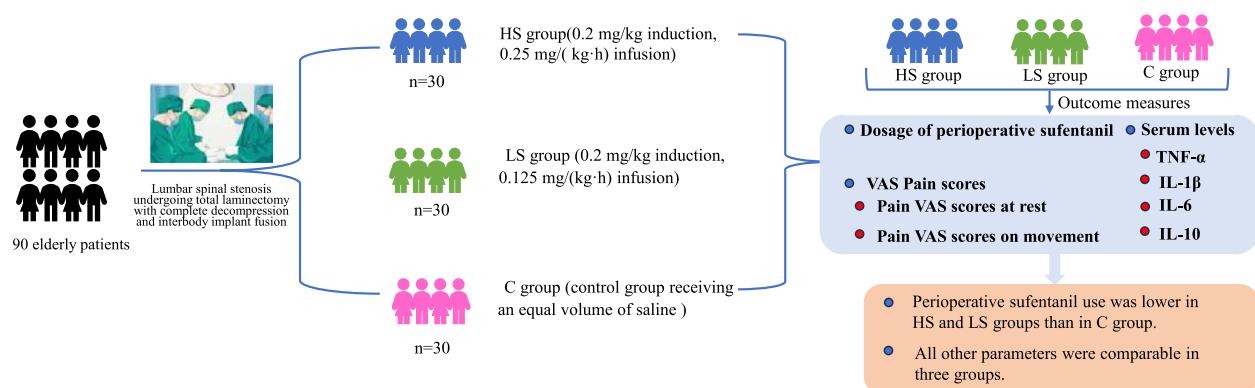 90 elderly patients
Lumbar spinal stenosis
undergoing total laminectomy
with complete decompression
and interbody implant fusion
HS group(0.2 mg/kg induction,
0.25 mg/( kg·h) infusion)
n=30
LS group (0.2 mg/kg induction,
0.125 mg/(kg·h) infusion)
n=30
C group (control group receiving
an equal volume of saline )
n=30
HS group
LS group
C group
Outcome measures
Dosage of perioperative sufentanil
VAS Pain scores
Pain VAS scores at rest
Pain VAS scores on movement
Serum levels
TNF-α
IL-1β
IL-6
IL-10
Perioperative sufentanil use was lower in
HS and LS groups than in C group.
All other parameters were comparable in
three groups.